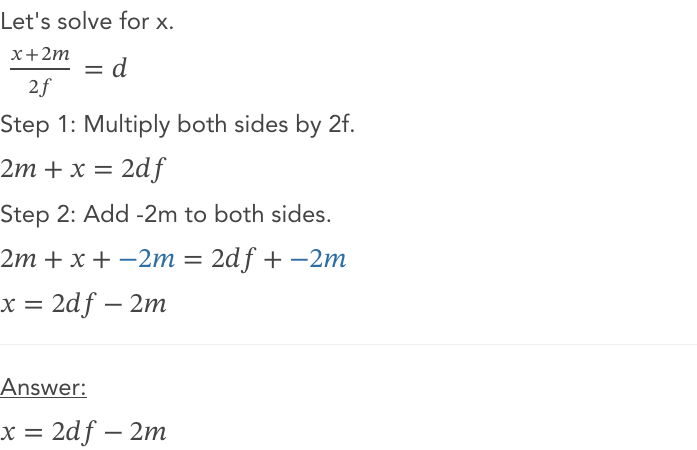 Let's solve for x.
x+2m
2f
= d
Step 1: Multiply both sides by 2f.
2m + x = 2df
Step 2: Add -2m to both sides.
2m + x + −2m = 2df + −2m
x = 2df − 2m
Answer:
x = 2df − 2m